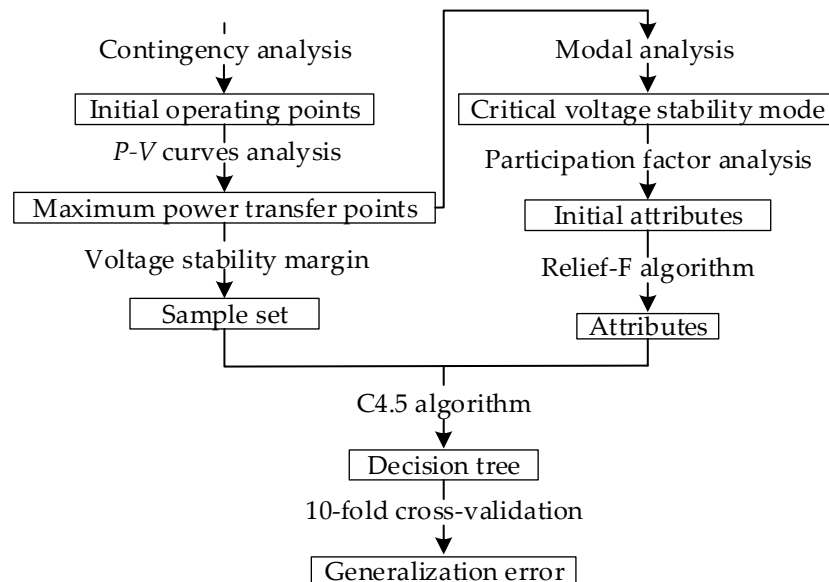 Contingency analysis
Initial operating points
P-V curves analysis
Maximum power transfer points
Voltage stability margin
Sample set
Modal analysis
Critical voltage stability mode
Participation factor analysis
Initial attributes
Relief-F algorithm
Attributes
C4.5 algorithm
Decision tree
10-fold cross-validation
Generalization error